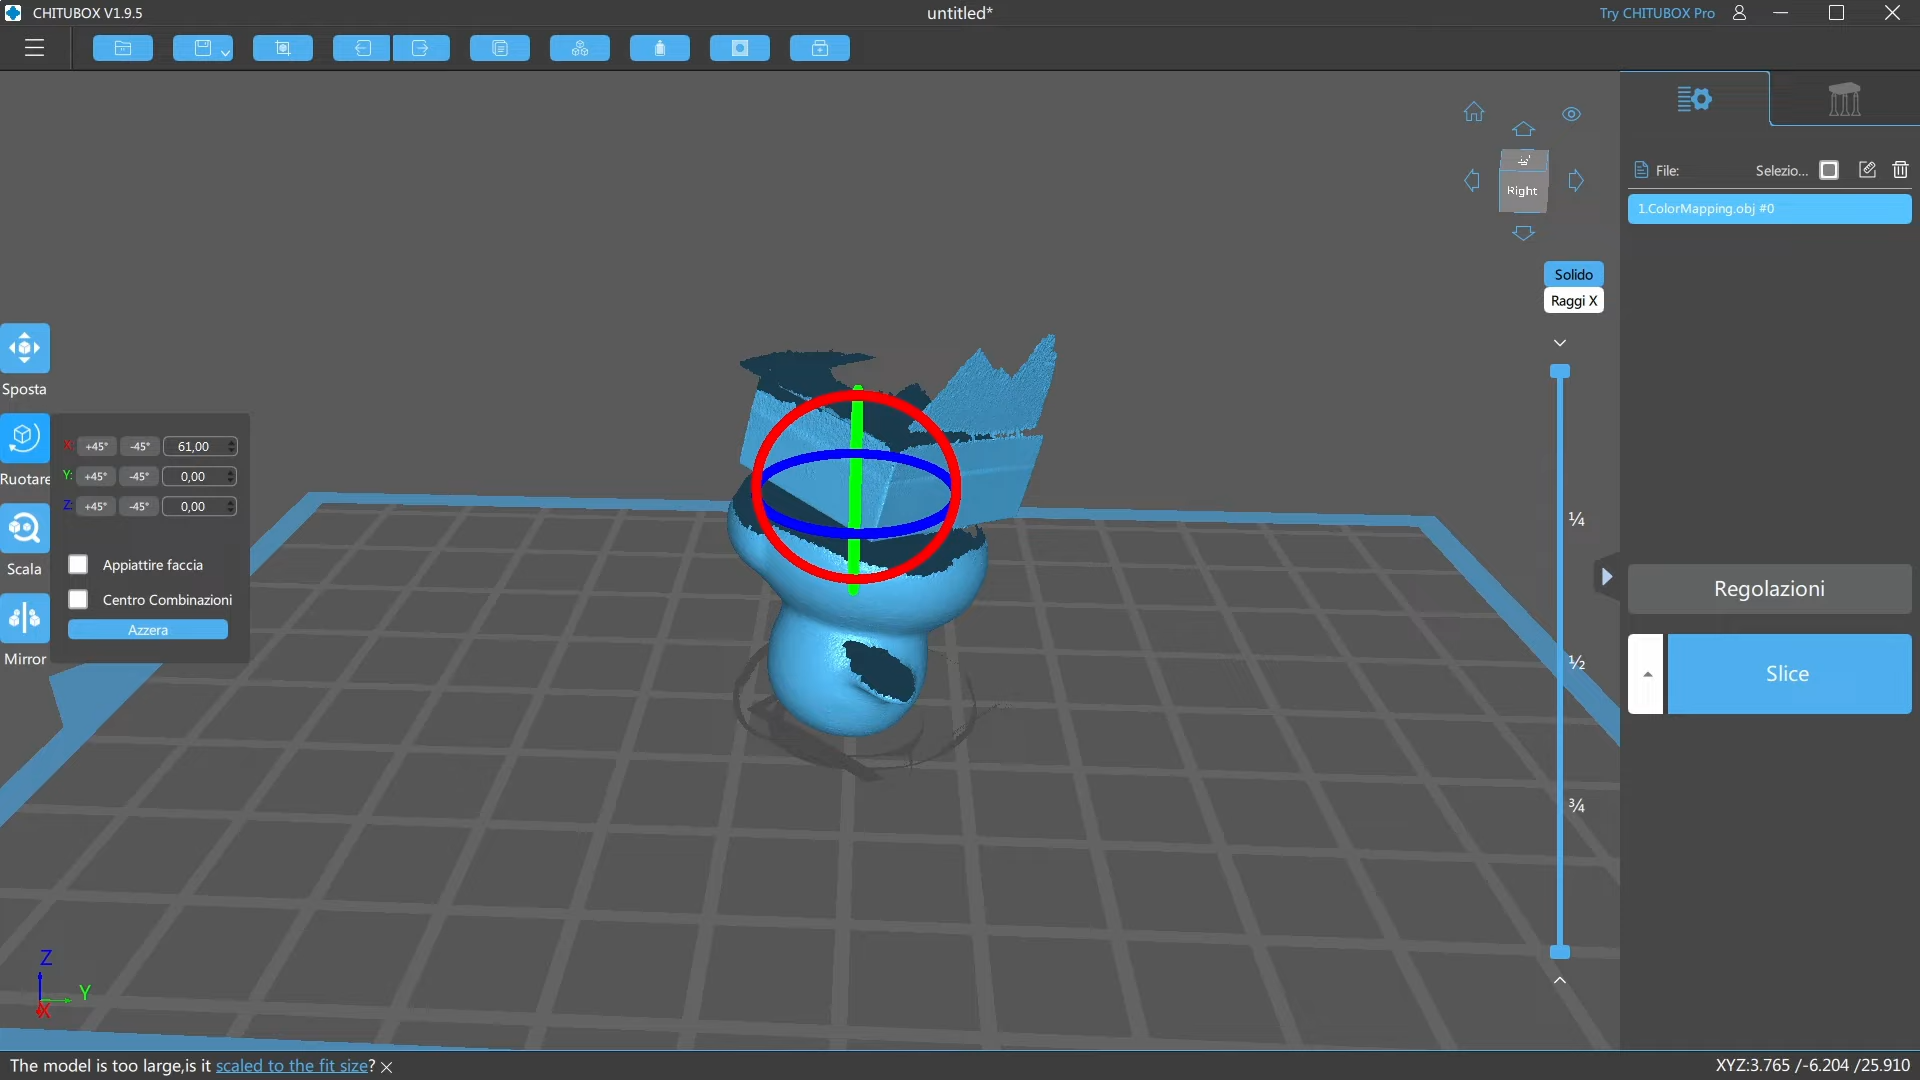 CHITUBOX V1.9.5
untitled*
Try CHITUBOX Pro
Right
File:
Selezio...
1.ColorMapping.obj #0
Solido
Raggi X
Sposta
X: +45° -45° 61,00
Y: +45° -45° 0,00
Z: +45° -45° 0,00
Ruotare
Scala
Appiattire faccia
Centro Combinazioni
Azzera
Mirror
¼
½
¾
Regolazioni
Slice
Z
Y
X
The model is too large,is it scaled to the fit size?
XYZ:3.765 /-6.204 /25.910